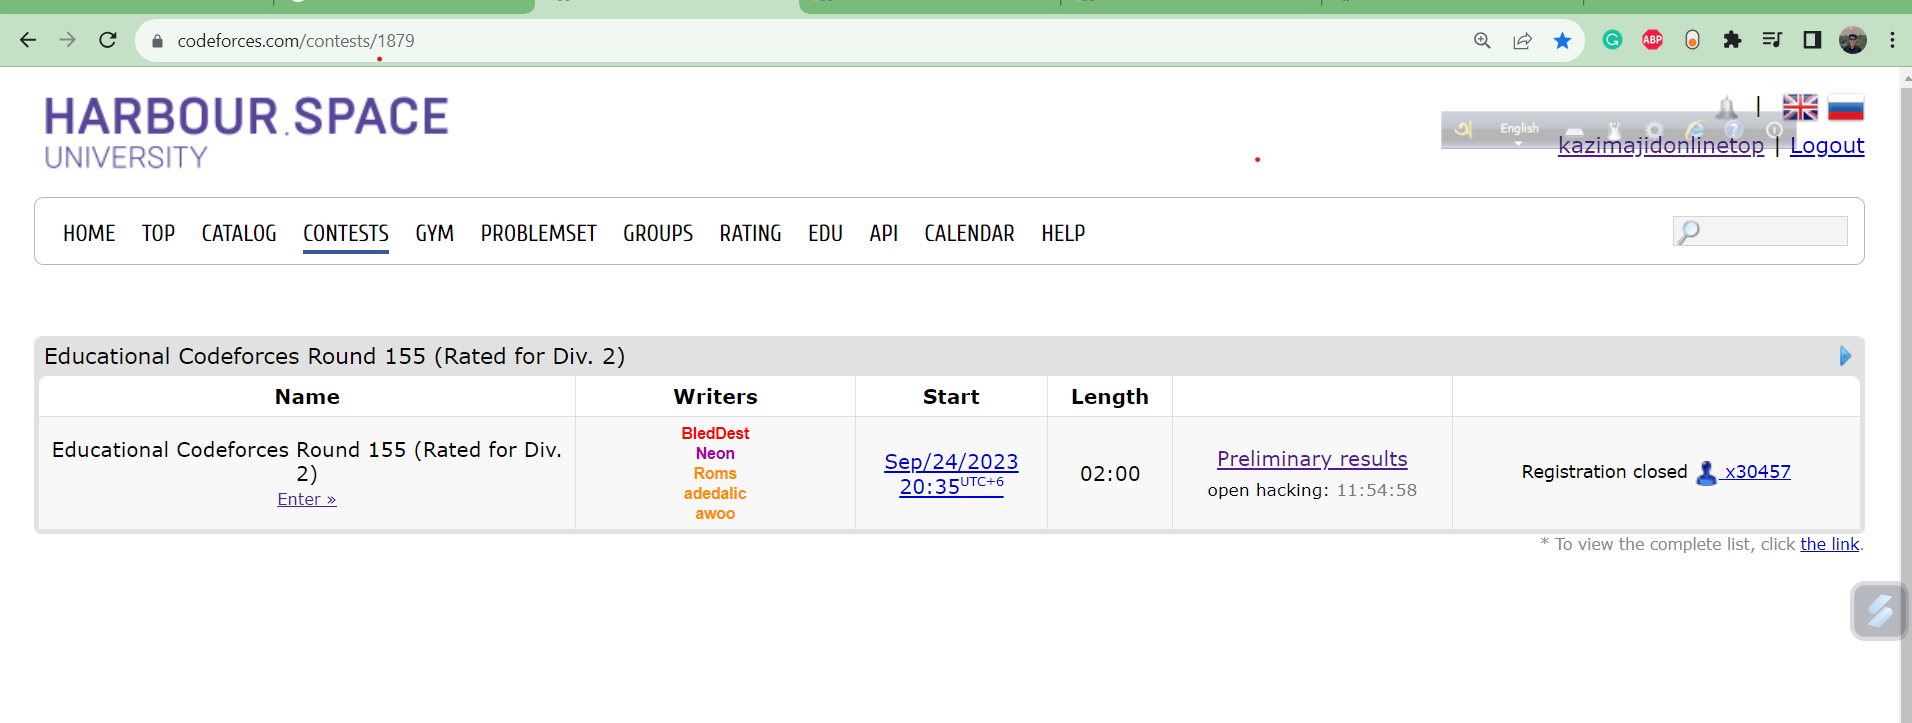 codeforces.com/contests/1879
ABP
HARBOUR.SPACE
UNIVERSITY
|
English
kazimajidonlinetop | Logout
HOME TOP CATALOG CONTESTS GYM PROBLEMSET GROUPS RATING EDU API CALENDAR HELP
Educational Codeforces Round 155 (Rated for Div. 2)
Name Writers Start Length
Educational Codeforces Round 155 (Rated for Div.
2)
Enter »
BledDest
Neon
Roms
adedalic
awoo
Sep/24/2023
20:35UTC+6
02:00
Preliminary results
open hacking: 11:54:58
Registration closed x30457
* To view the complete list, click the link.